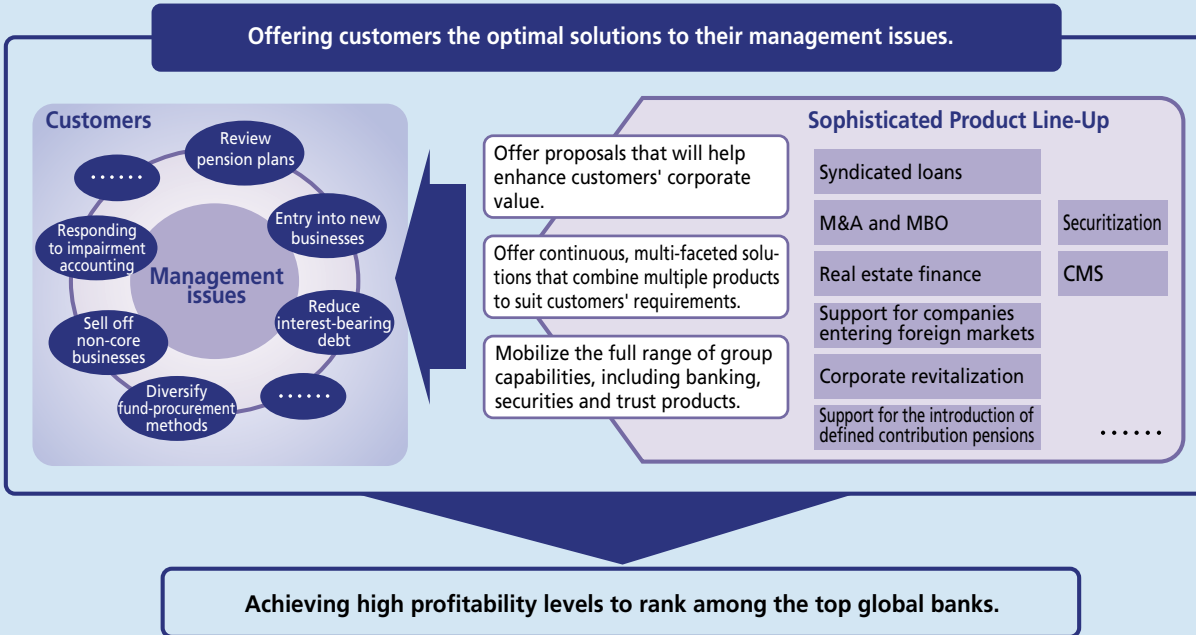 Offering customers the optimal solutions to their management issues.
Customers
Review
pension plans
Entry into new
businesses
Reduce
interest-bearing
debt
......
Diversify
fund-procurement
methods
Sell off
non-core
businesses
Responding
to impairment
accounting
......
Management
issues
Offer proposals that will help
enhance customers' corporate
value.
Offer continuous, multi-faceted solu-
tions that combine multiple products
to suit customers' requirements.
Mobilize the full range of group
capabilities, including banking,
securities and trust products.
Sophisticated Product Line-Up
Syndicated loans
M&A and MBO
Real estate finance
Support for companies
entering foreign markets
Corporate revitalization
Support for the introduction of
defined contribution pensions
Securitization
CMS
......
Achieving high profitability levels to rank among the top global banks.